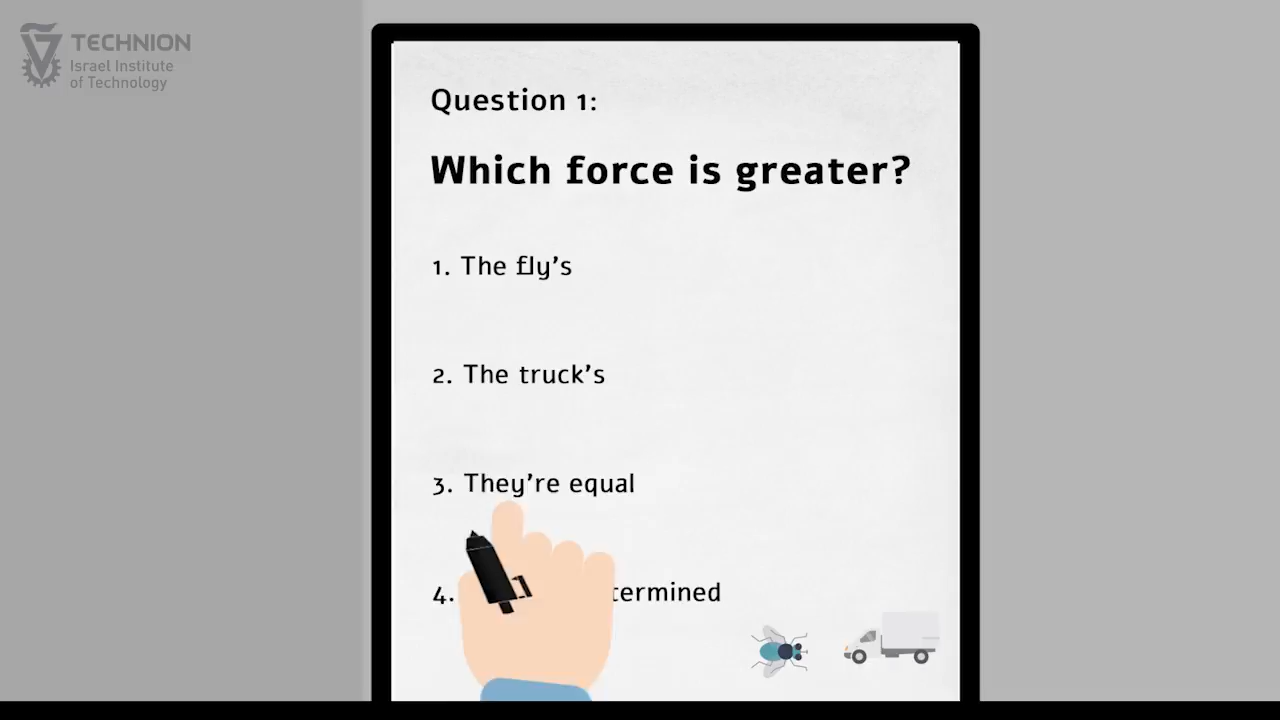 TECHNION
Israel Institute
of Technology
Question 1:
Which force is greater?
1. The fly's
2. The truck's
3. They're equal
4.